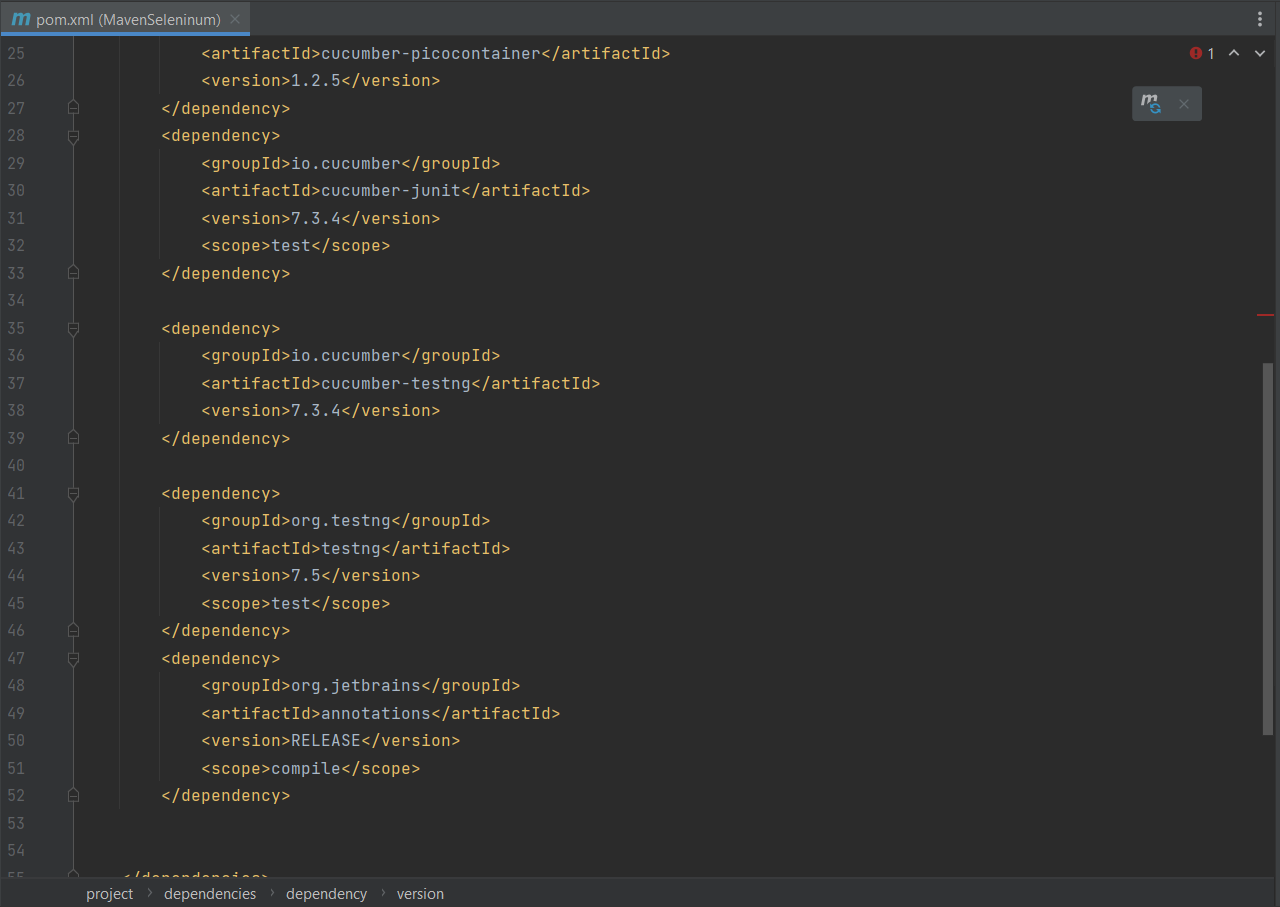 m pom.xml (MavenSeleninum)
1
25 <artifactId>cucumber-picocontainer</artifactId>
26 <version>1.2.5</version>
27 </dependency>
28 <dependency>
29 <groupId>io.cucumber</groupId>
30 <artifactId>cucumber-junit</artifactId>
31 <version>7.3.4</version>
32 <scope>test</scope>
33 </dependency>
34
35 <dependency>
36 <groupId>io.cucumber</groupId>
37 <artifactId>cucumber-testng</artifactId>
38 <version>7.3.4</version>
39 </dependency>
40
41 <dependency>
42 <groupId>org.testng</groupId>
43 <artifactId>testng</artifactId>
44 <version>7.5</version>
45 <scope>test</scope>
46 </dependency>
47 <dependency>
48 <groupId>org.jetbrains</groupId>
49 <artifactId>annotations</artifactId>
50 <version>RELEASE</version>
51 <scope>compile</scope>
52 </dependency>
53
54
55 </dependencies>
project > dependencies > dependency > version